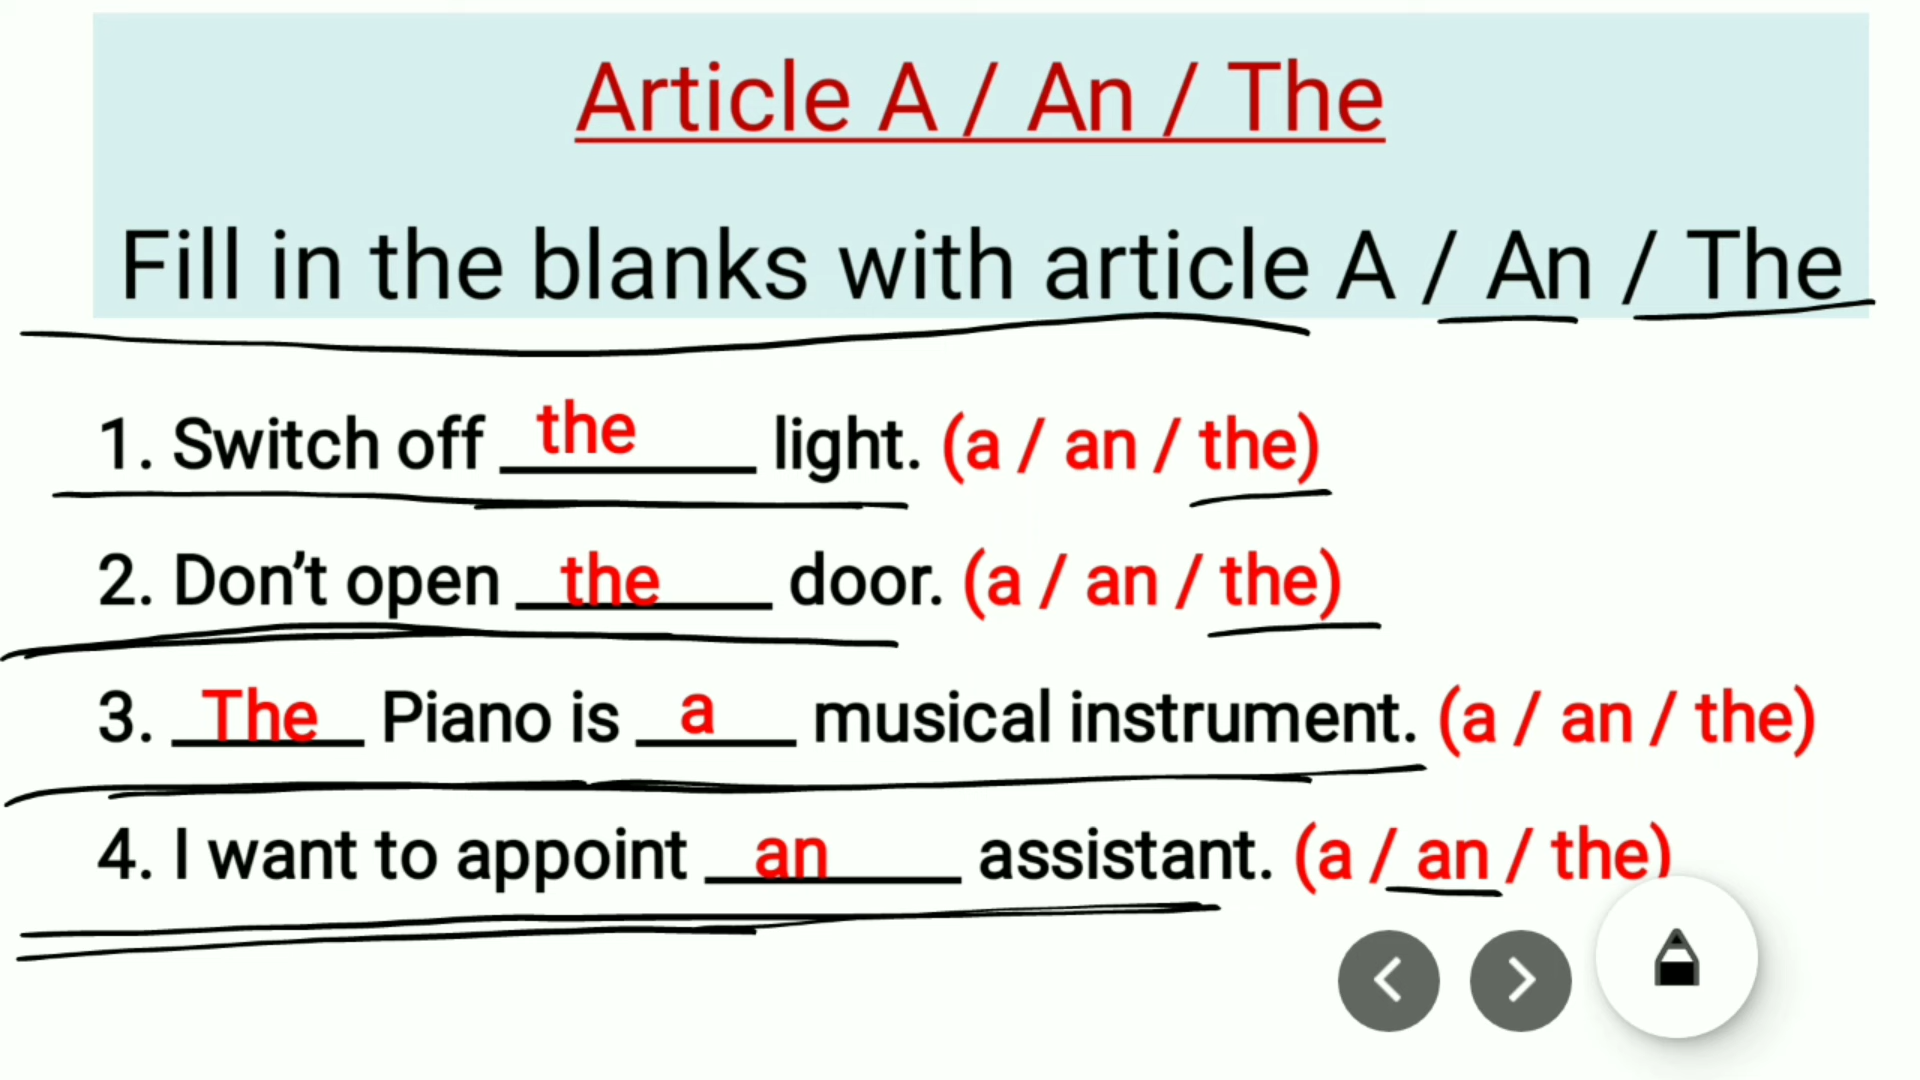 Article A / An / The
Fill in the blanks with article A / An / The
1. Switch off the light. (a / an / the)
2. Don’t open the door. (a / an / the)
3. The Piano is a musical instrument. (a / an / the)
4. I want to appoint an assistant. (a / an / the)